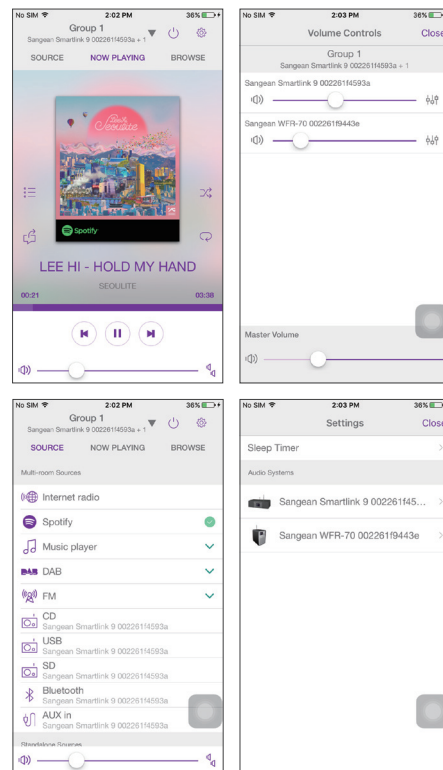 No SIM 2:02 PM 36%
Group 1
Sangean Smartlink 9 002261f4593a + 1
SOURCE NOW PLAYING BROWSE
Seoulite
Spotify
LEE HI - HOLD MY HAND
SEOULITE
00:21 03:38
No SIM 2:03 PM 36%
Volume Controls Close
Group 1
Sangean Smartlink 9 002261f4593a + 1
Sangean Smartlink 9 002261f4593a
Sangean WFR-70 002261f9443e
Master Volume
No SIM 2:02 PM 36%
Group 1
Sangean Smartlink 9 002261f4593a + 1
SOURCE NOW PLAYING BROWSE
Multi-room Sources
Internet radio
Spotify
Music player
DAB DAB
FM
CD
Sangean Smartlink 9 002261f4593a
USB
Sangean Smartlink 9 002261f4593a
SD
Sangean Smartlink 9 002261f4593a
Bluetooth
Sangean Smartlink 9 002261f4593a
AUX in
Sangean Smartlink 9 002261f4593a
Standalone Sources
No SIM 2:03 PM 36%
Settings Close
Sleep Timer
Audio Systems
Sangean Smartlink 9 002261f45...
Sangean WFR-70 002261f9443e